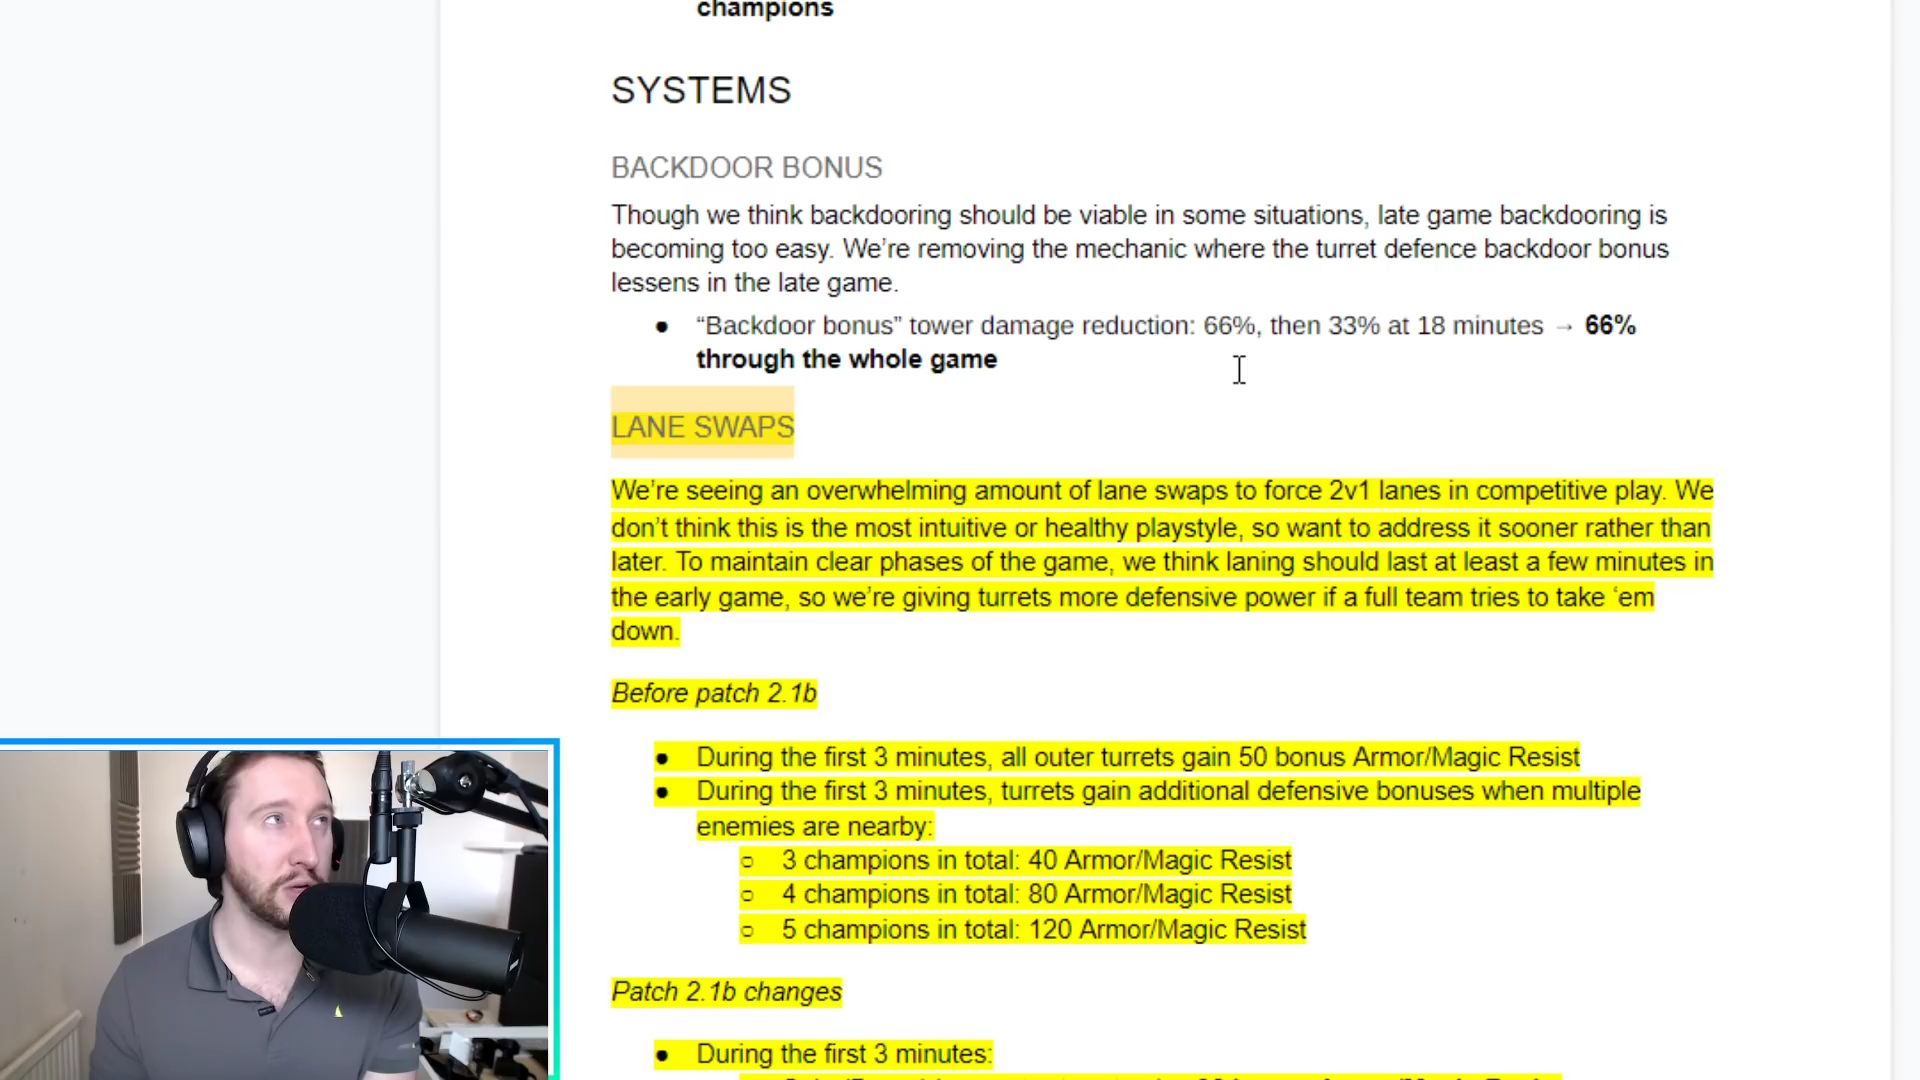 champions
SYSTEMS
BACKDOOR BONUS
Though we think backdooring should be viable in some situations, late game backdooring is
becoming too easy. We’re removing the mechanic where the turret defence backdoor bonus
lessens in the late game.
● “Backdoor bonus” tower damage reduction: 66%, then 33% at 18 minutes → 66%
through the whole game
LANE SWAPS
We’re seeing an overwhelming amount of lane swaps to force 2v1 lanes in competitive play. We
don’t think this is the most intuitive or healthy playstyle, so want to address it sooner rather than
later. To maintain clear phases of the game, we think laning should last at least a few minutes in
the early game, so we’re giving turrets more defensive power if a full team tries to take ‘em
down.
Before patch 2.1b
● During the first 3 minutes, all outer turrets gain 50 bonus Armor/Magic Resist
● During the first 3 minutes, turrets gain additional defensive bonuses when multiple
enemies are nearby:
○ 3 champions in total: 40 Armor/Magic Resist
○ 4 champions in total: 80 Armor/Magic Resist
○ 5 champions in total: 120 Armor/Magic Resist
Patch 2.1b changes
● During the first 3 minutes: